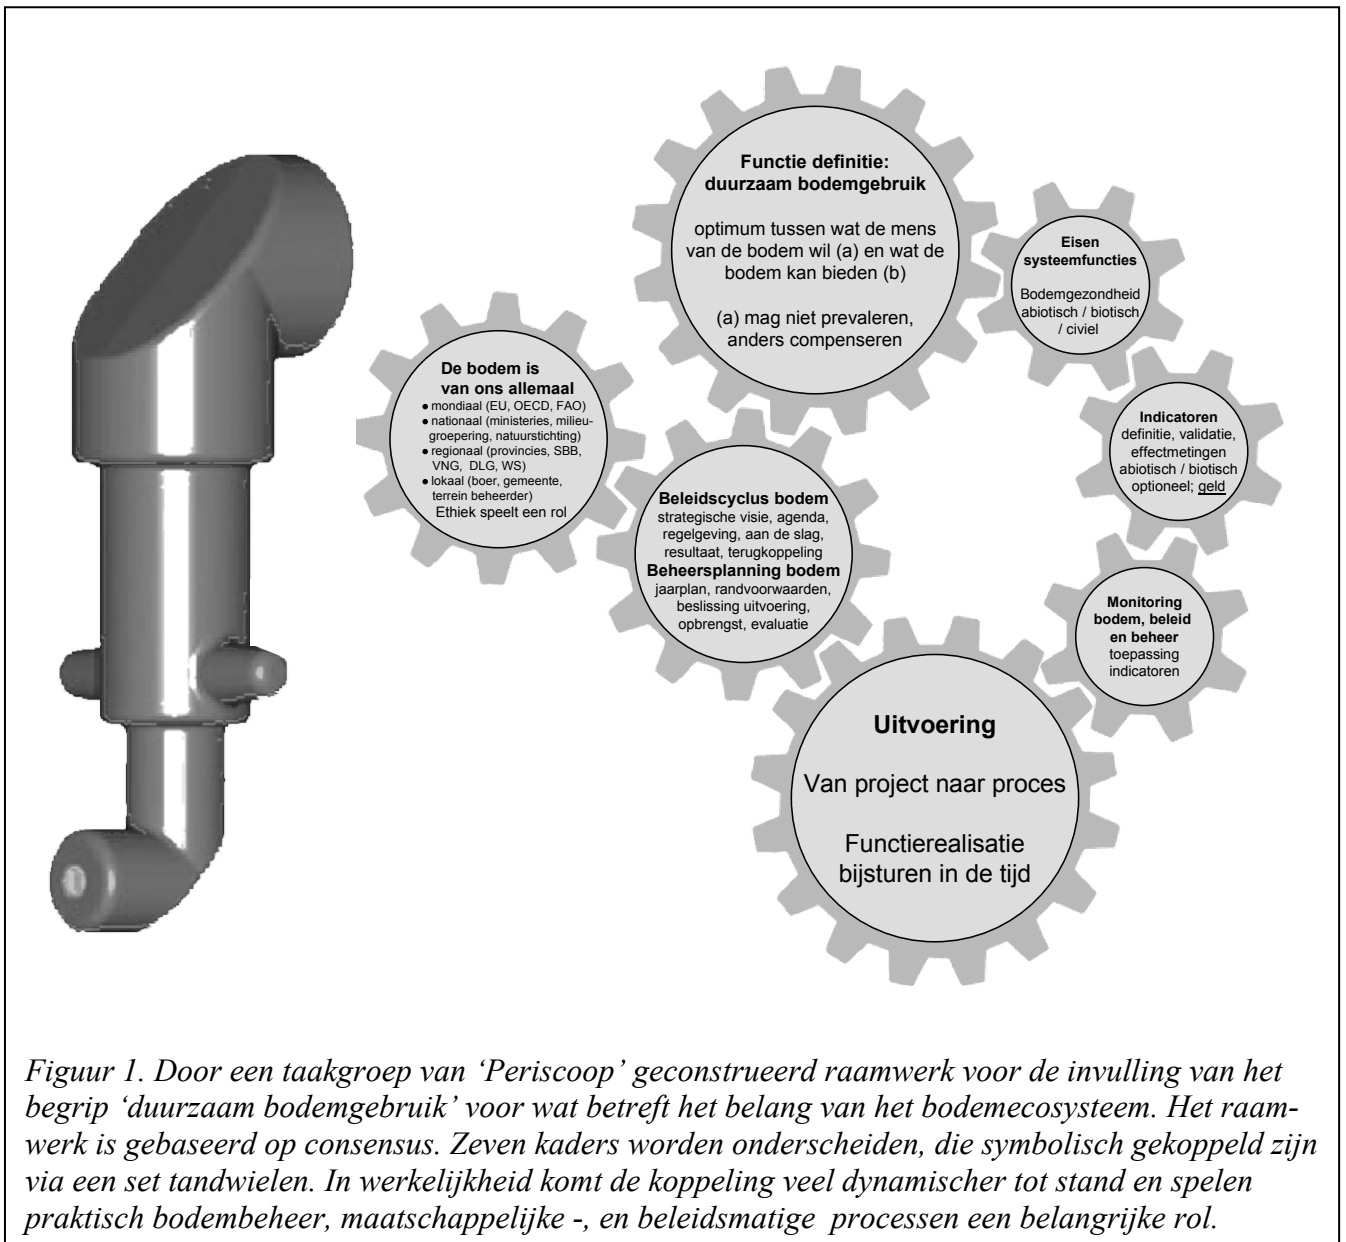 Functie definitie:
duurzaam bodemgebruik
optimum tussen wat de mens
van de bodem wil (a) en wat de
bodem kan bieden (b)
(a) mag niet prevaleren,
anders compenseren
Eisen
systeemfuncties
Bodemgezondheid
abiotisch / biotisch
/ civiel
De bodem is
van ons allemaal
● mondiaal (EU, OECD, FAO)
● nationaal (ministeries, milieu-
groepering, natuurstichting)
● regionaal (provincies, SBB,
VNG, DLG, WS)
● lokaal (boer, gemeente,
terrein beheerder)
Ethiek speelt een rol
Indicatoren
definitie, validatie,
effectmetingen
abiotisch / biotisch
optioneel; geld
Beleidscyclus bodem
strategische visie, agenda,
regelgeving, aan de slag,
resultaat, terugkoppeling
Beheersplanning bodem
jaarplan, randvoorwaarden,
beslissing uitvoering,
opbrengst, evaluatie
Monitoring
bodem, beleid
en beheer
toepassing
indicatoren
Uitvoering
Van project naar proces
Functierealisatie
bijsturen in de tijd
Figuur 1. Door een taakgroep van ‘Periscoop’ geconstrueerd raamwerk voor de invulling van het
begrip ‘duurzaam bodemgebruik’ voor wat betreft het belang van het bodemecosysteem. Het raam-
werk is gebaseerd op consensus. Zeven kaders worden onderscheiden, die symbolisch gekoppeld zijn
via een set tandwielen. In werkelijkheid komt de koppeling veel dynamischer tot stand en spelen
praktisch bodembeheer, maatschappelijke -, en beleidsmatige processen een belangrijke rol.